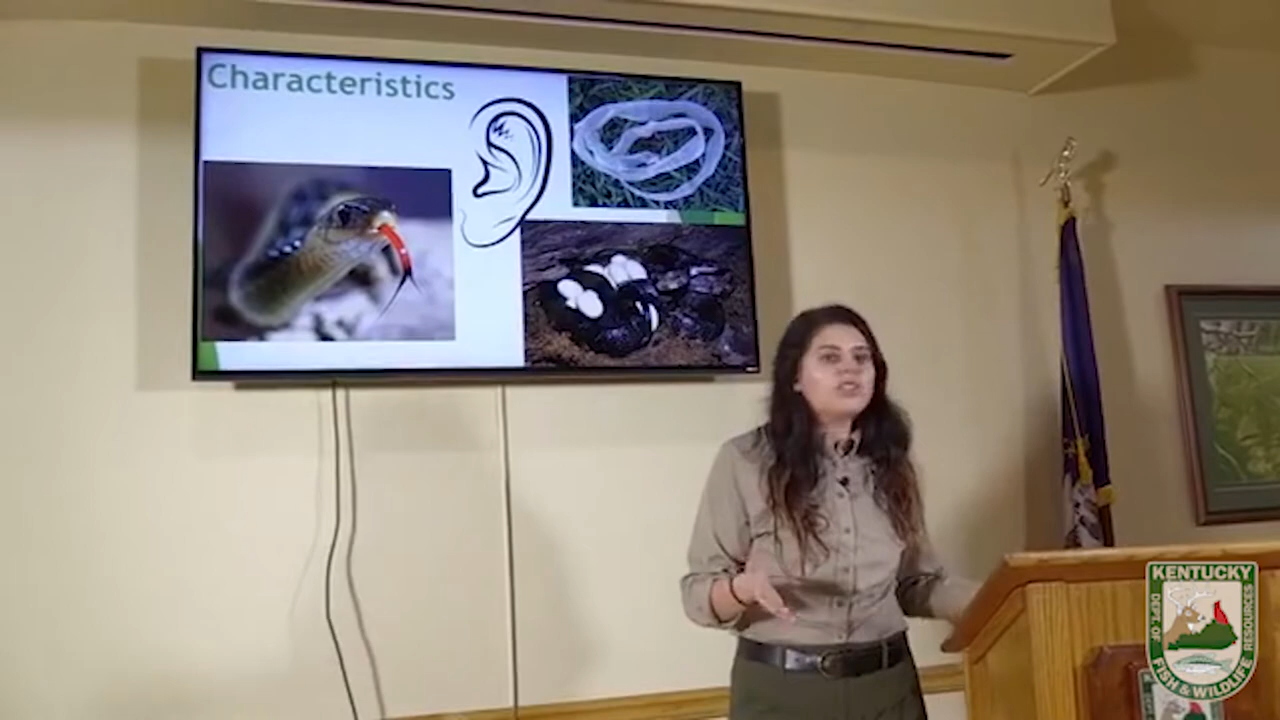 Characteristics
KENTUCKY
DEPT. OF
FISH & WILDLIFE
RESOURCES